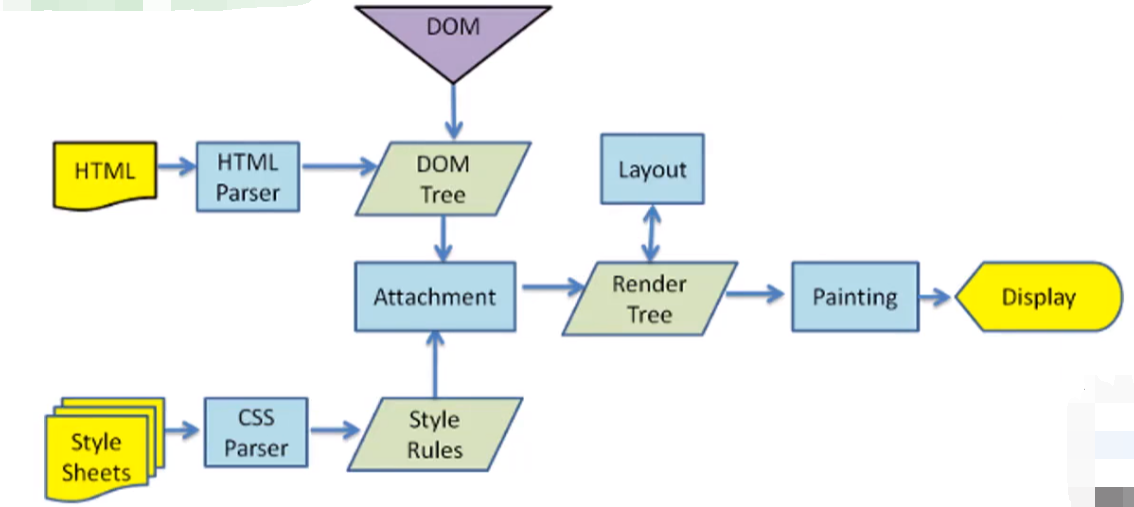 DOM
HTML
HTML
Parser
DOM
Tree
Layout
Attachment
Render
Tree
Painting
Display
Style
Sheets
CSS
Parser
Style
Rules